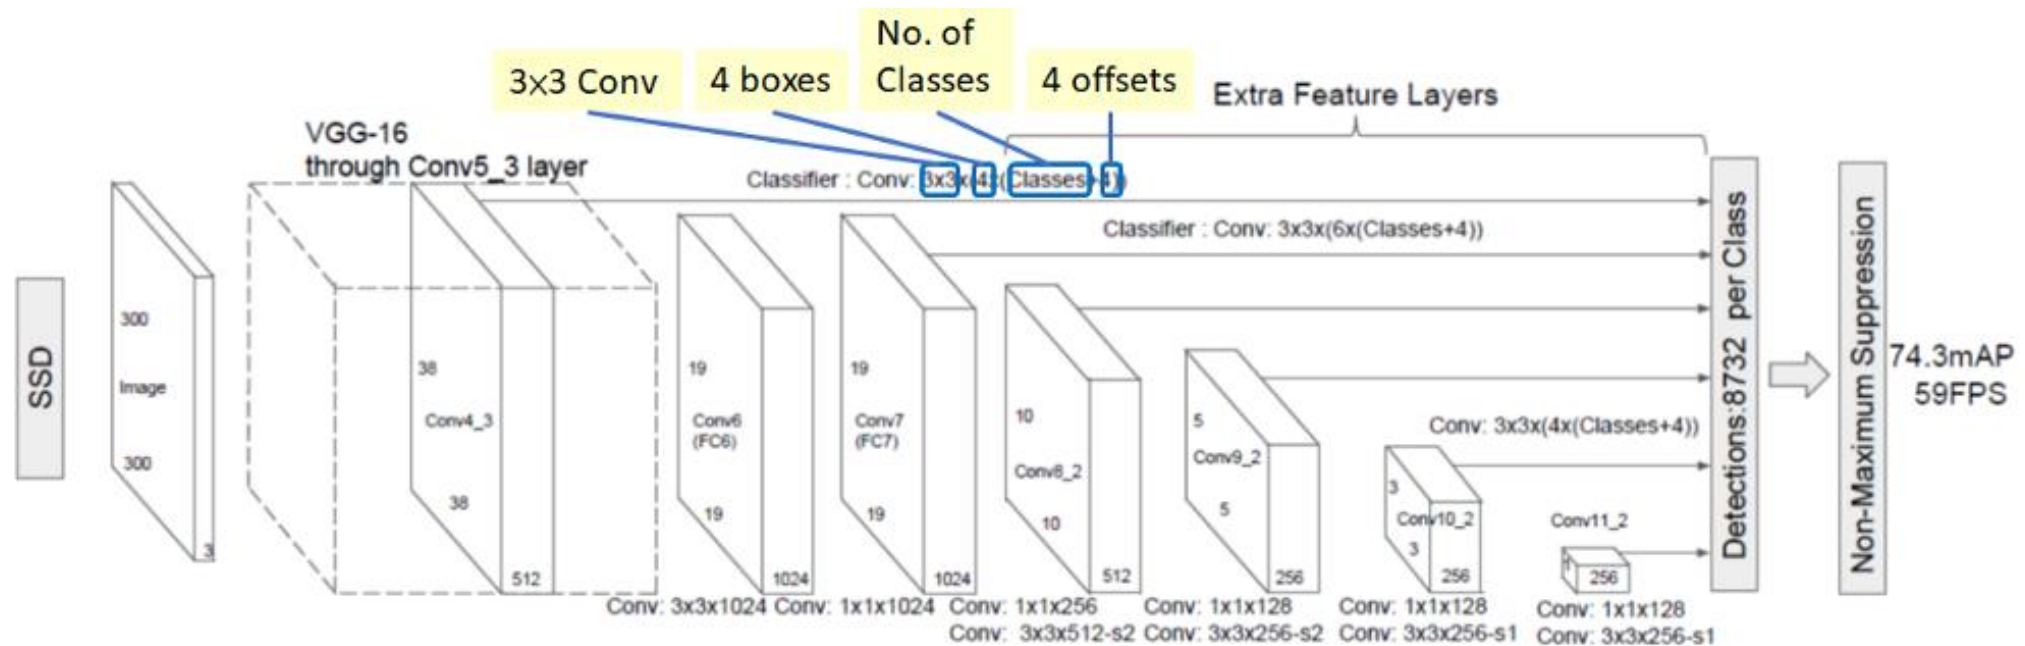 No. of
Classes
3×3 Conv
4 boxes
4 offsets
Extra Feature Layers
VGG-16
through Conv5_3 layer
Classifier : Conv: 3x3x(4x(Classes+4))
Classifier : Conv: 3x3x(6x(Classes+4))
SSD
300
Image
300
3
38
Conv4_3
38
512
19
Conv6
(FC6)
19
1024
19
Conv7
(FC7)
19
1024
10
Conv8_2
10
512
5
Conv9_2
5
256
Conv: 3x3x(4x(Classes+4))
3
Conv10_2
3
256
Conv11_2
1
256
Detections:8732 per Class
Non-Maximum Suppression
74.3mAP
59FPS
Conv: 3x3x1024
Conv: 1x1x1024
Conv: 1x1x256
Conv: 3x3x512-s2
Conv: 1x1x128
Conv: 3x3x256-s2
Conv: 1x1x128
Conv: 3x3x256-s1
Conv: 1x1x128
Conv: 3x3x256-s1